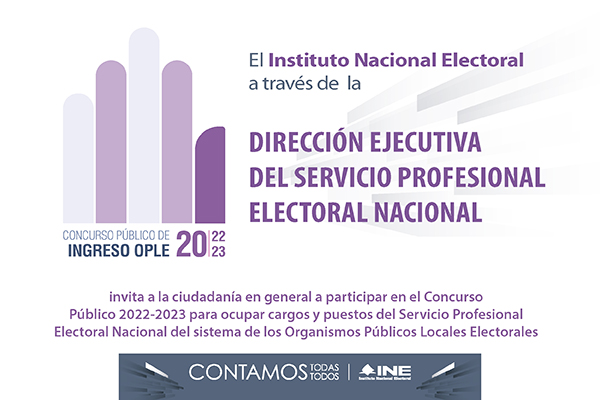 El Instituto Nacional Electoral
a través de la
DIRECCIÓN EJECUTIVA
DEL SERVICIO PROFESIONAL
ELECTORAL NACIONAL
CONCURSO PÚBLICO DE
INGRESO OPLE 20 22
23
invita a la ciudadanía en general a participar en el Concurso
Público 2022-2023 para ocupar cargos y puestos del Servicio Profesional
Electoral Nacional del sistema de los Organismos Públicos Locales Electorales
CONTAMOS TODAS TODOS | INE
Instituto Nacional Electoral